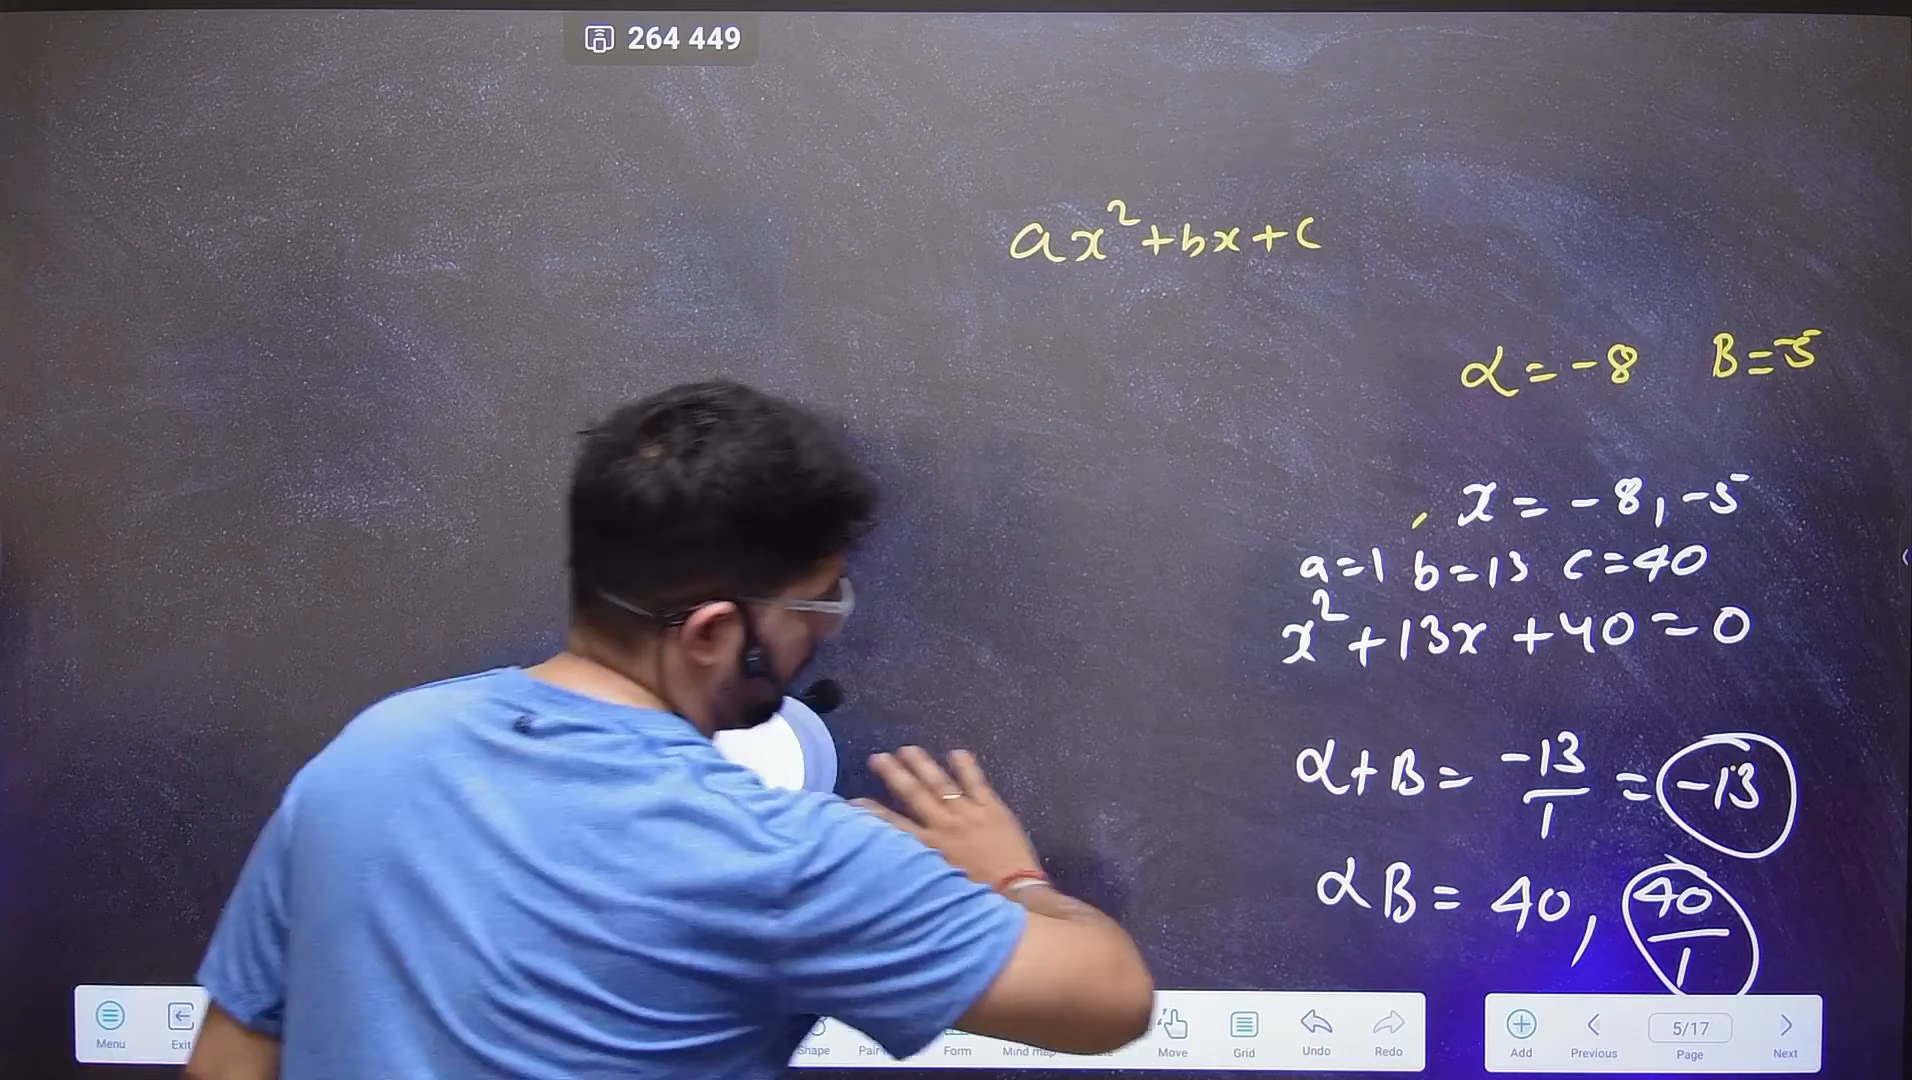 264 449
ax²+bx+c
α=-8 B=-5
x=-8,-5
a=1 b=13 c=40
x²+13x+40=0
α+B= -13/1 = -13
αB=40, 40/1
Menu Exit Shape Form Mind map Move Grid Undo Redo Add Previous 5/17 Page Next